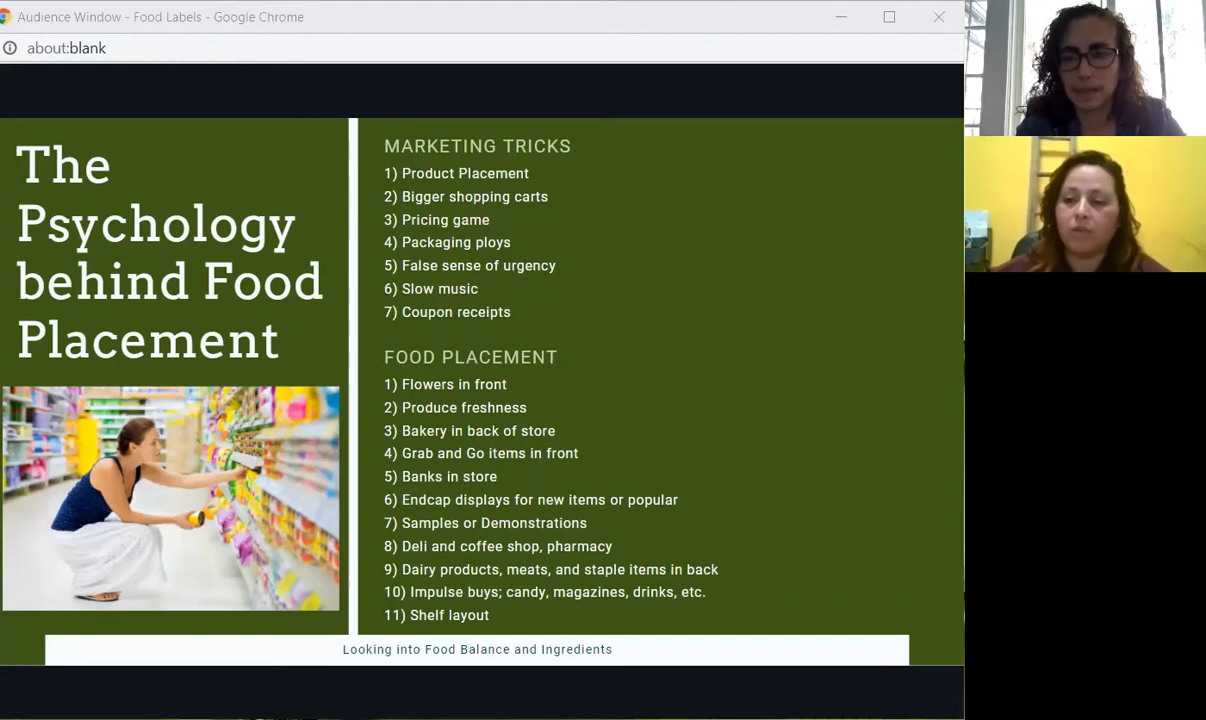 Audience Window - Food Labels - Google Chrome
about:blank
The
Psychology
behind Food
Placement
MARKETING TRICKS
1) Product Placement
2) Bigger shopping carts
3) Pricing game
4) Packaging ploys
5) False sense of urgency
6) Slow music
7) Coupon receipts
FOOD PLACEMENT
1) Flowers in front
2) Produce freshness
3) Bakery in back of store
4) Grab and Go items in front
5) Banks in store
6) Endcap displays for new items or popular
7) Samples or Demonstrations
8) Deli and coffee shop, pharmacy
9) Dairy products, meats, and staple items in back
10) Impulse buys; candy, magazines, drinks, etc.
11) Shelf layout
Looking into Food Balance and Ingredients